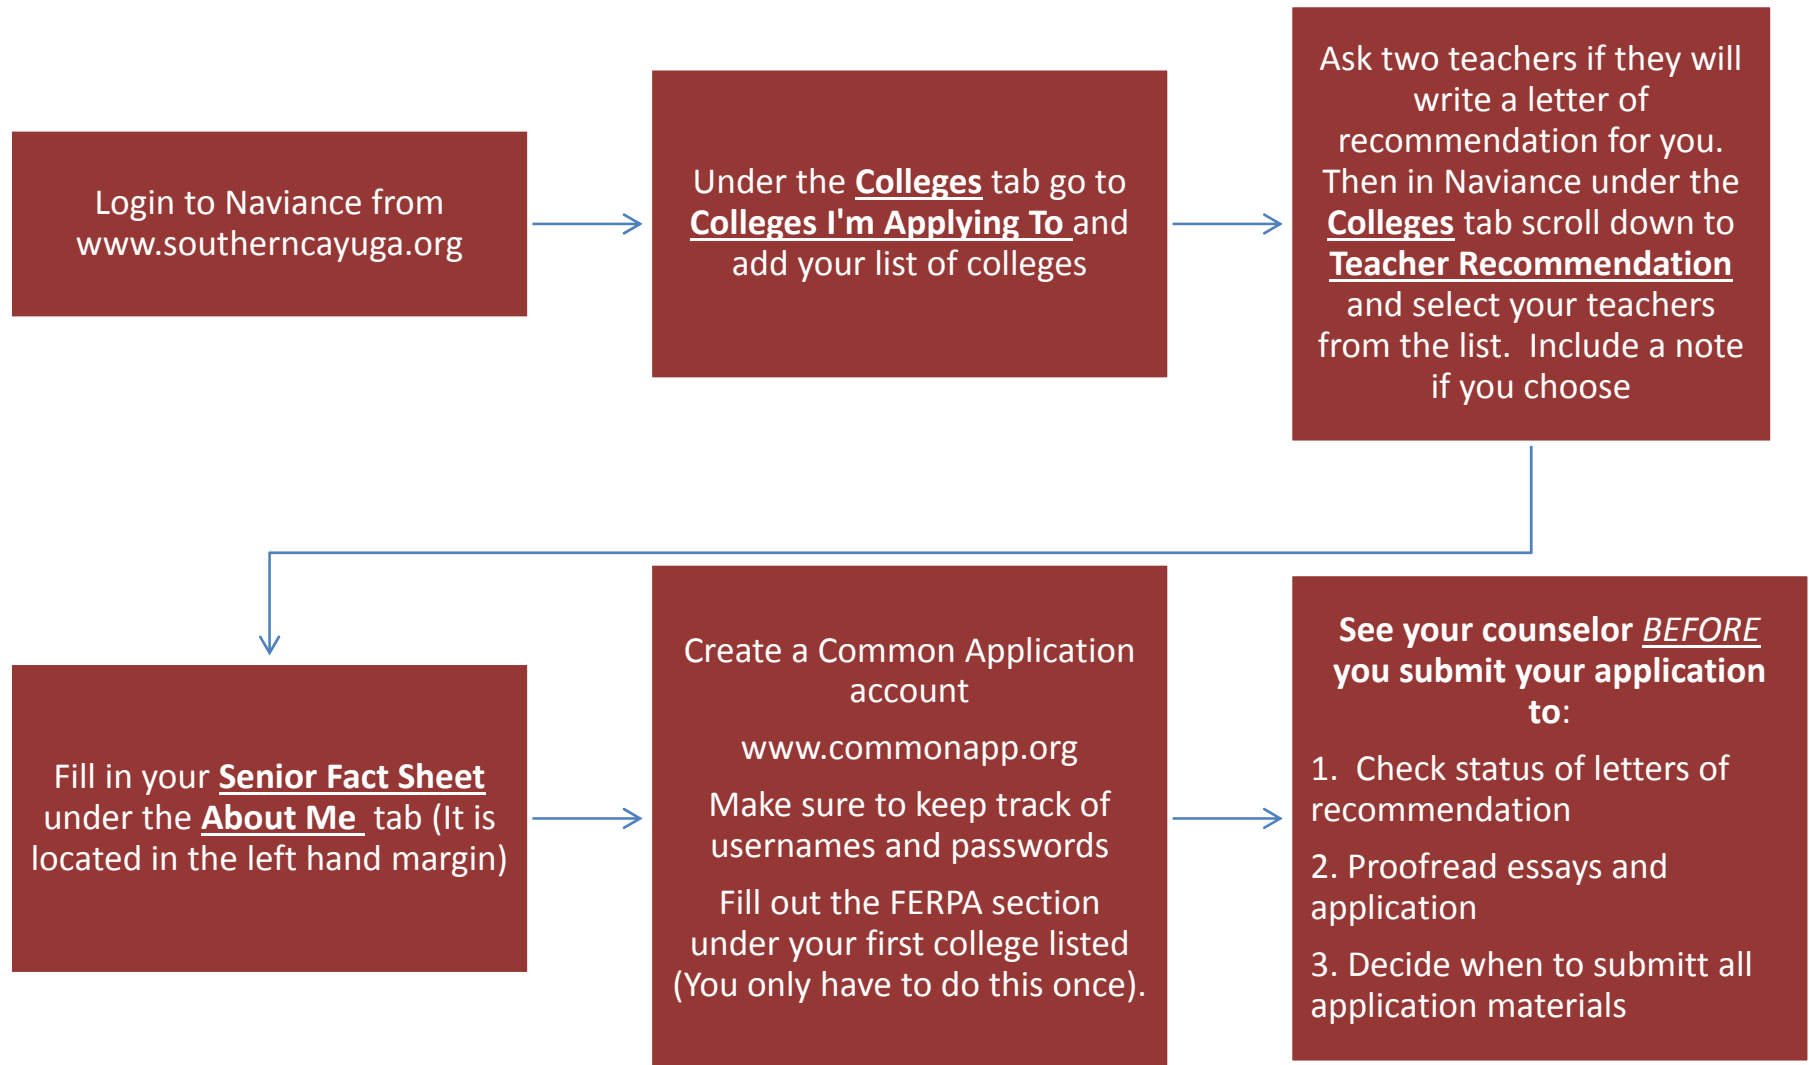 Login to Naviance from
www.southerncayuga.org
Under the Colleges tab go to
Colleges I'm Applying To and
add your list of colleges
Ask two teachers if they will
write a letter of
recommendation for you.
Then in Naviance under the
Colleges tab scroll down to
Teacher Recommendation
and select your teachers
from the list.  Include a note
if you choose
Fill in your Senior Fact Sheet
under the About Me  tab (It is
located in the left hand margin)
Create a Common Application
account
www.commonapp.org
Make sure to keep track of
usernames and passwords
Fill out the FERPA section
under your first college listed
(You only have to do this once).
See your counselor BEFORE
you submit your application
to:
1.  Check status of letters of
recommendation
2. Proofread essays and
application
3. Decide when to submitt all
application materials